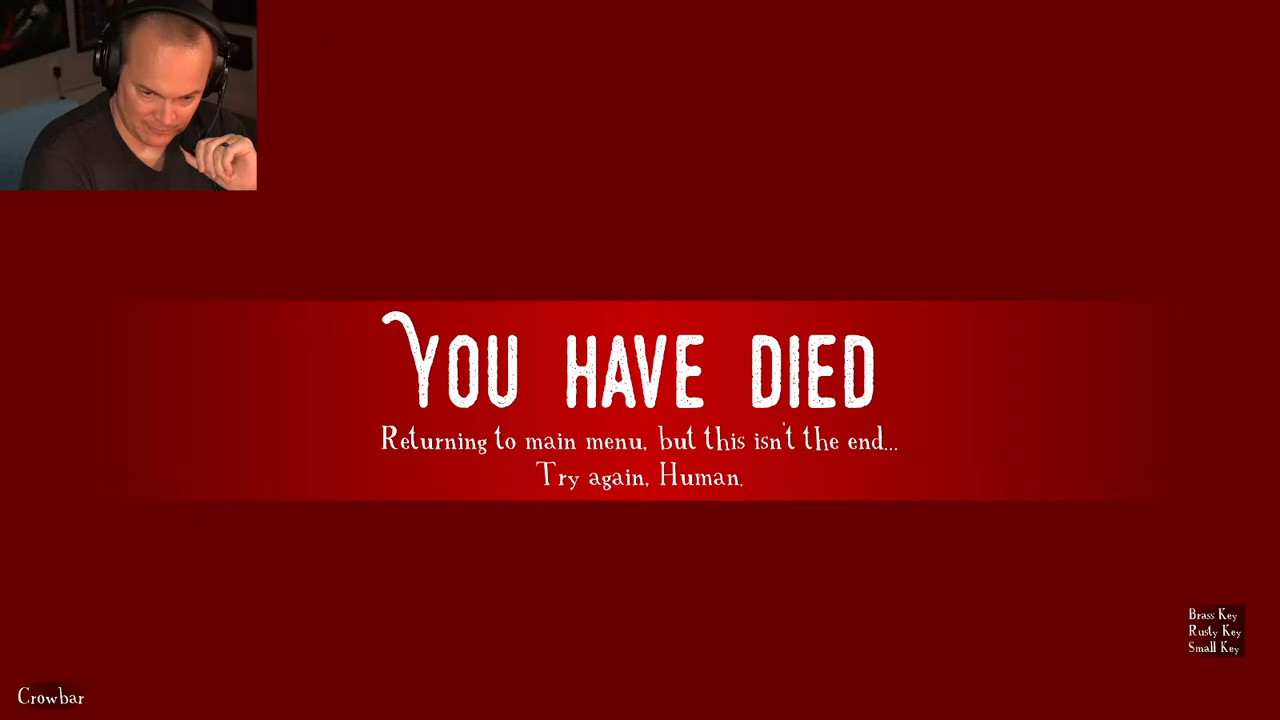 YOU HAVE DIED
Returning to main menu, but this isn't the end...
Try again, Human.
Brass Key
Rusty Key
Small Key
Crowbar